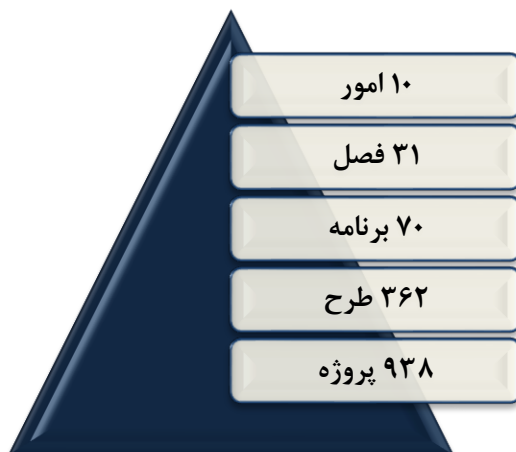 ۱۰ امور
۳۱ فصل
۷۰ برنامه
۳۶۲ طرح
۹۳۸ پروژه